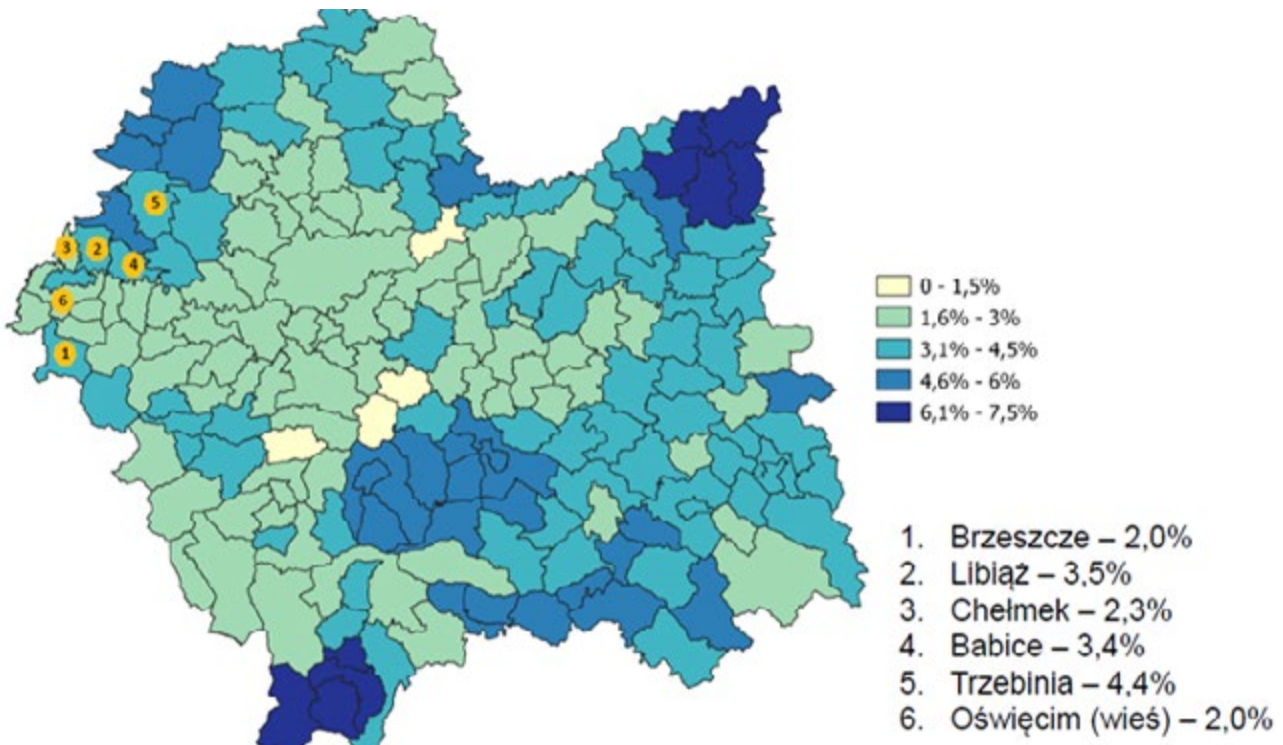 5
3
2
4
6
1
0 - 1,5%
1,6% - 3%
3,1% - 4,5%
4,6% - 6%
6,1% - 7,5%
1. Brzeszcze – 2,0%
2. Libiąż – 3,5%
3. Chełmek – 2,3%
4. Babice – 3,4%
5. Trzebinia – 4,4%
6. Oświęcim (wieś) – 2,0%